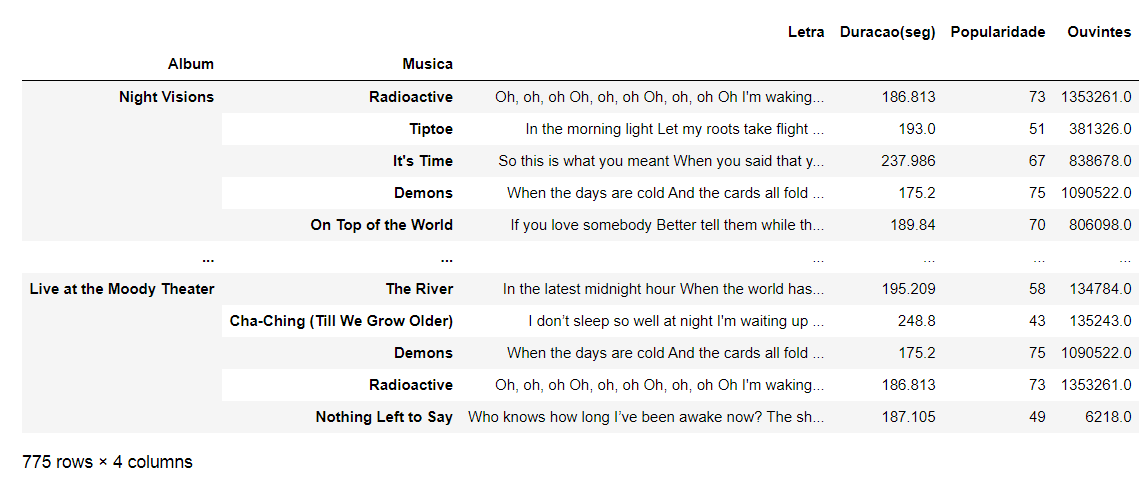 Letra Duracao(seg) Popularidade Ouvintes
Album Musica
Night Visions Radioactive Oh, oh, oh Oh, oh, oh Oh, oh, oh Oh I'm waking... 186.813 73 1353261.0
Tiptoe In the morning light Let my roots take flight ... 193.0 51 381326.0
It's Time So this is what you meant When you said that y... 237.986 67 838678.0
Demons When the days are cold And the cards all fold ... 175.2 75 1090522.0
On Top of the World If you love somebody Better tell them while th... 189.84 70 806098.0
... ... ... ... ... ...
Live at the Moody Theater The River In the latest midnight hour When the world has... 195.209 58 134784.0
Cha-Ching (Till We Grow Older) I don’t sleep so well at night I'm waiting up ... 248.8 43 135243.0
Demons When the days are cold And the cards all fold ... 175.2 75 1090522.0
Radioactive Oh, oh, oh Oh, oh, oh Oh, oh, oh Oh I'm waking... 186.813 73 1353261.0
Nothing Left to Say Who knows how long I’ve been awake now? The sh... 187.105 49 6218.0
775 rows × 4 columns